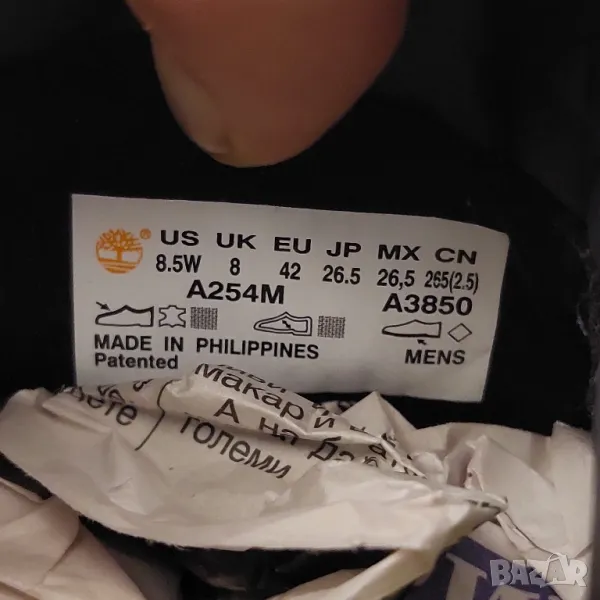 ® US UK EU JP MX CN
8.5W 8 42 26.5 26,5 265(2.5)
A254M A3850
MADE IN PHILIPPINES
Patented MENS
макар и
А на
големи
BAZAR